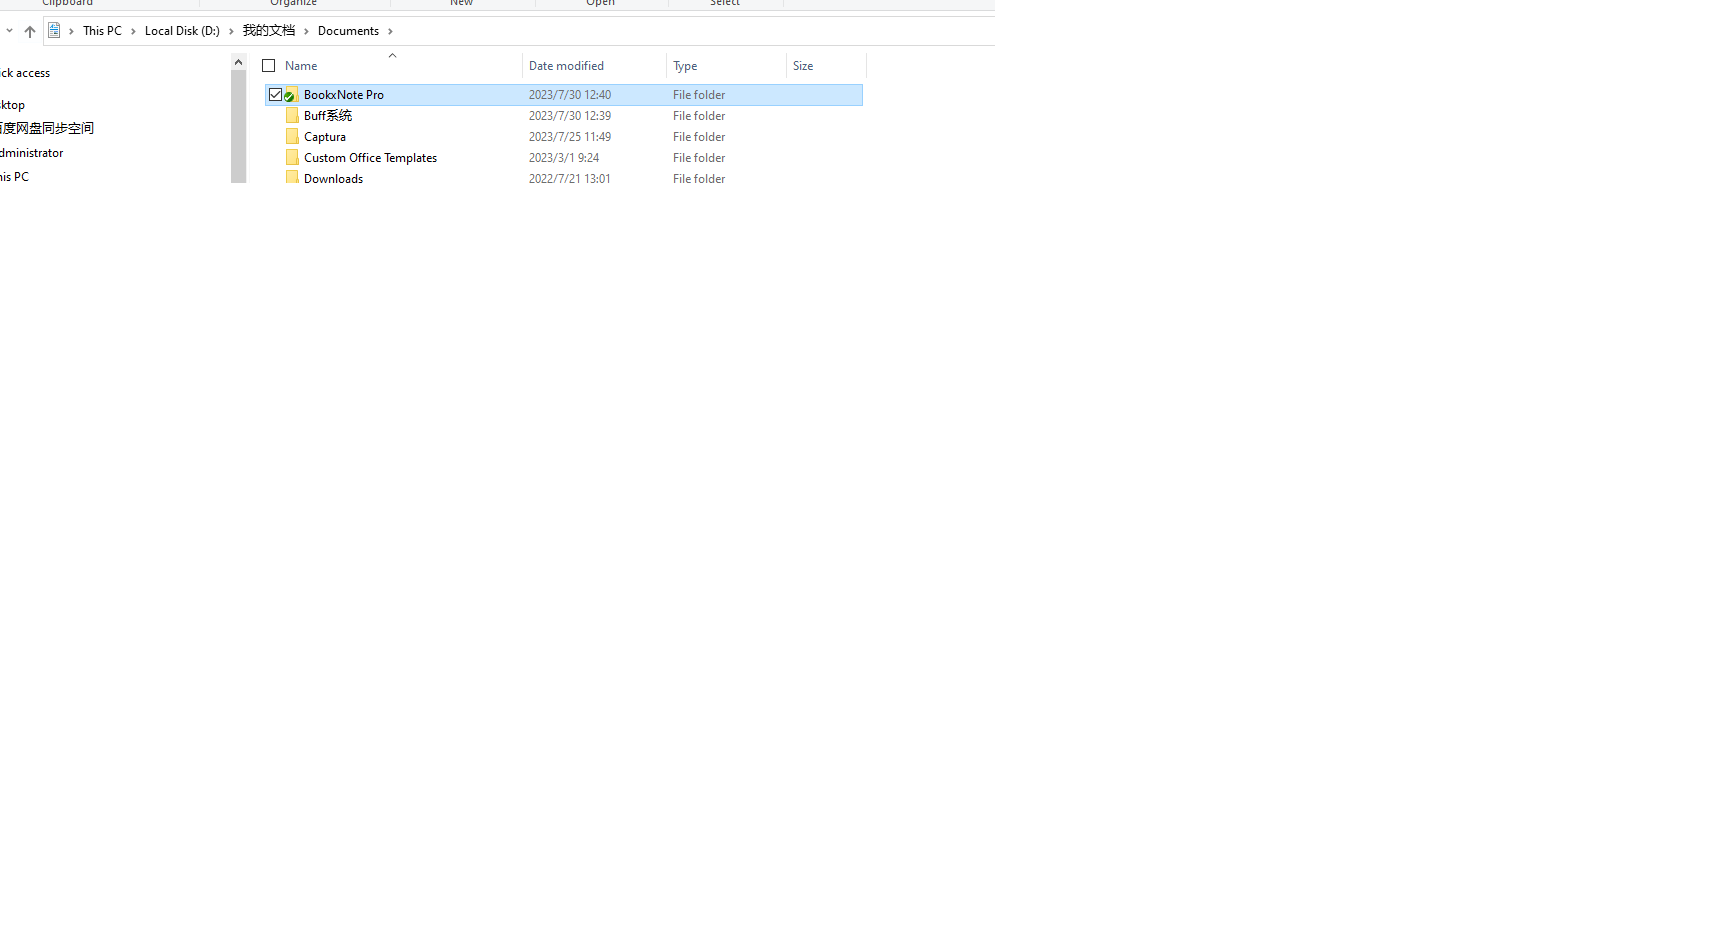 Clipboard Organize New Open Select
This PC Local Disk (D:) 我的文档 Documents
Name Date modified Type Size
ick access
BookxNote Pro 2023/7/30 12:40 File folder
sktop
Buff系统 2023/7/30 12:39 File folder
百度网盘同步空间
Captura 2023/7/25 11:49 File folder
dministrator
Custom Office Templates 2023/3/1 9:24 File folder
his PC
Downloads 2022/7/21 13:01 File folder